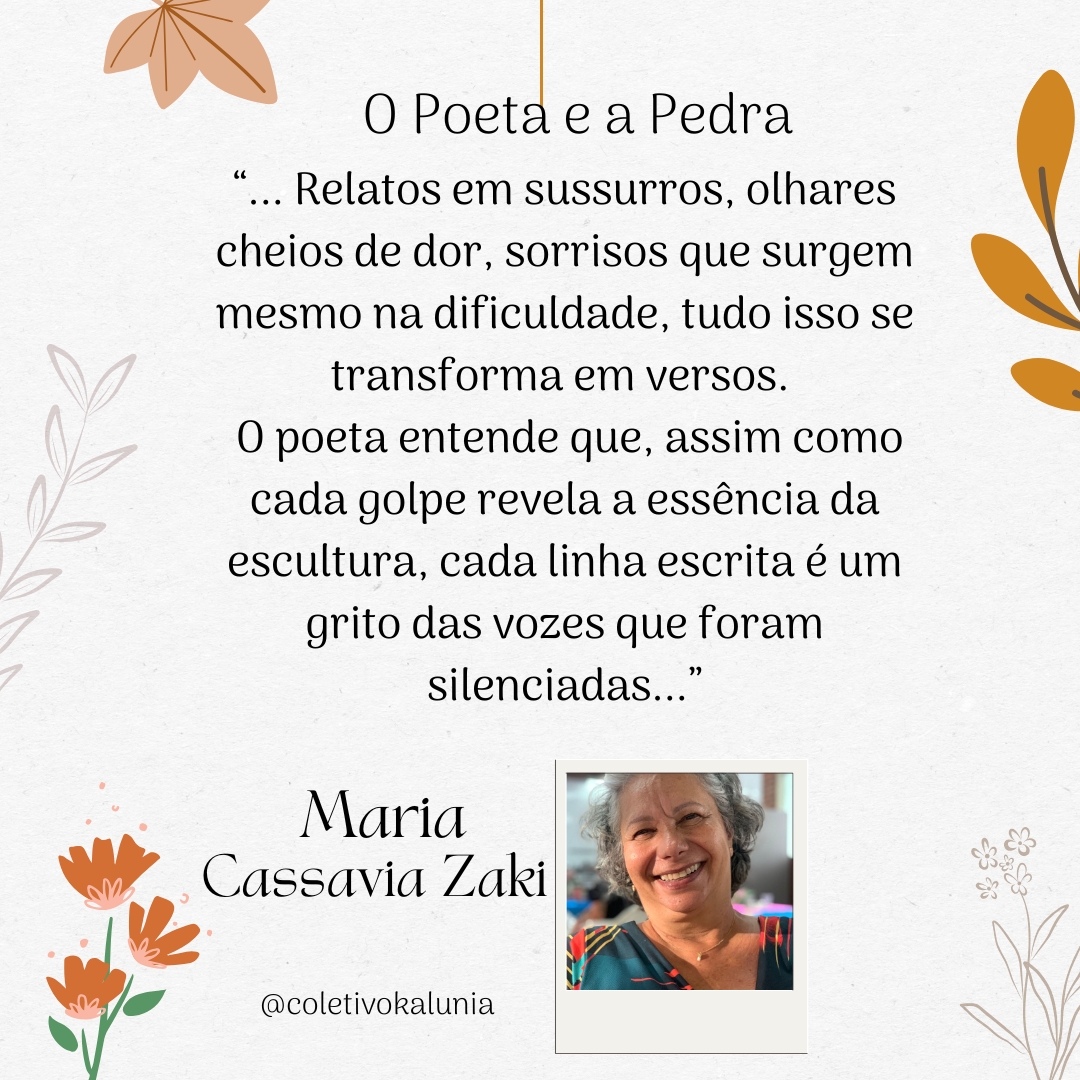 O Poeta e a Pedra
“... Relatos em sussurros, olhares
cheios de dor, sorrisos que surgem
mesmo na dificuldade, tudo isso se
transforma em versos.
O poeta entende que, assim como
cada golpe revela a essência da
escultura, cada linha escrita é um
grito das vozes que foram
silenciadas...”
Maria
Cassavia Zaki
@coletivokalunia